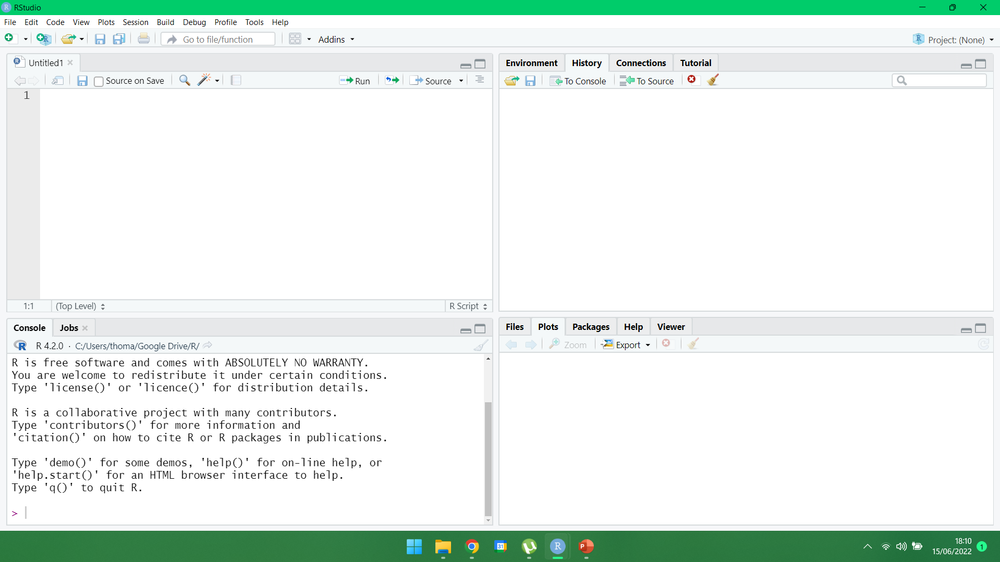 RStudio
File Edit Code View Plots Session Build Debug Profile Tools Help
Go to file/function Addins Project: (None)
Untitled1
Source on Save Run Source
1
1:1 (Top Level) R Script
Environment History Connections Tutorial
To Console To Source
Console Jobs
R 4.2.0 · C:/Users/thoma/Google Drive/R/
R is free software and comes with ABSOLUTELY NO WARRANTY.
You are welcome to redistribute it under certain conditions.
Type 'license()' or 'licence()' for distribution details.
R is a collaborative project with many contributors.
Type 'contributors()' for more information and
'citation()' on how to cite R or R packages in publications.
Type 'demo()' for some demos, 'help()' for on-line help, or
'help.start()' for an HTML browser interface to help.
Type 'q()' to quit R.
>
Files Plots Packages Help Viewer
Zoom Export
31
R
P
18:10
15/06/2022
1